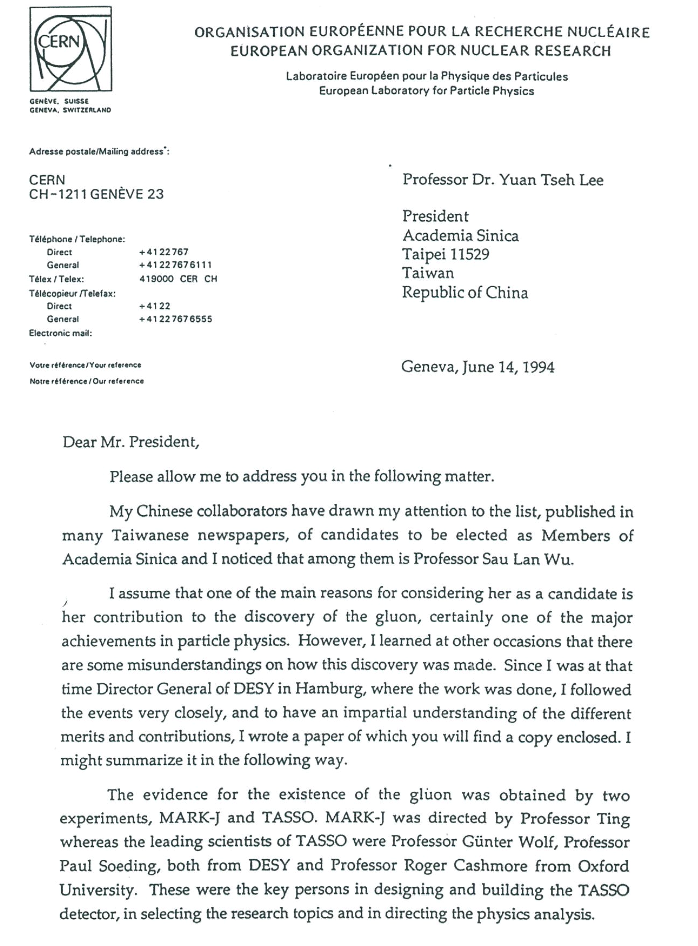 CERN
GENÈVE, SUISSE
GENEVA, SWITZERLAND
ORGANISATION EUROPÉENNE POUR LA RECHERCHE NUCLÉAIRE
EUROPEAN ORGANIZATION FOR NUCLEAR RESEARCH
Laboratoire Européen pour la Physique des Particules
European Laboratory for Particle Physics
Adresse postale/Mailing address*:
CERN
CH-1211 GENÈVE 23
Téléphone / Telephone:
Direct +4122767
General +41227676111
Télex / Telex: 419000 CER CH
Télécopieur /Telefax:
Direct +4122
General +41227676555
Electronic mail:
Votre référence/Your reference
Notre référence/Our reference
Professor Dr. Yuan Tseh Lee
President
Academia Sinica
Taipei 11529
Taiwan
Republic of China
Geneva, June 14, 1994
Dear Mr. President,
Please allow me to address you in the following matter.
My Chinese collaborators have drawn my attention to the list, published in
many Taiwanese newspapers, of candidates to be elected as Members of
Academia Sinica and I noticed that among them is Professor Sau Lan Wu.
I assume that one of the main reasons for considering her as a candidate is
her contribution to the discovery of the gluon, certainly one of the major
achievements in particle physics. However, I learned at other occasions that there
are some misunderstandings on how this discovery was made. Since I was at that
time Director General of DESY in Hamburg, where the work was done, I followed
the events very closely, and to have an impartial understanding of the different
merits and contributions, I wrote a paper of which you will find a copy enclosed. I
might summarize it in the following way.
The evidence for the existence of the gluon was obtained by two
experiments, MARK-J and TASSO. MARK-J was directed by Professor Ting
whereas the leading scientists of TASSO were Professor Günter Wolf, Professor
Paul Soeding, both from DESY and Professor Roger Cashmore from Oxford
University. These were the key persons in designing and building the TASSO
detector, in selecting the research topics and in directing the physics analysis.